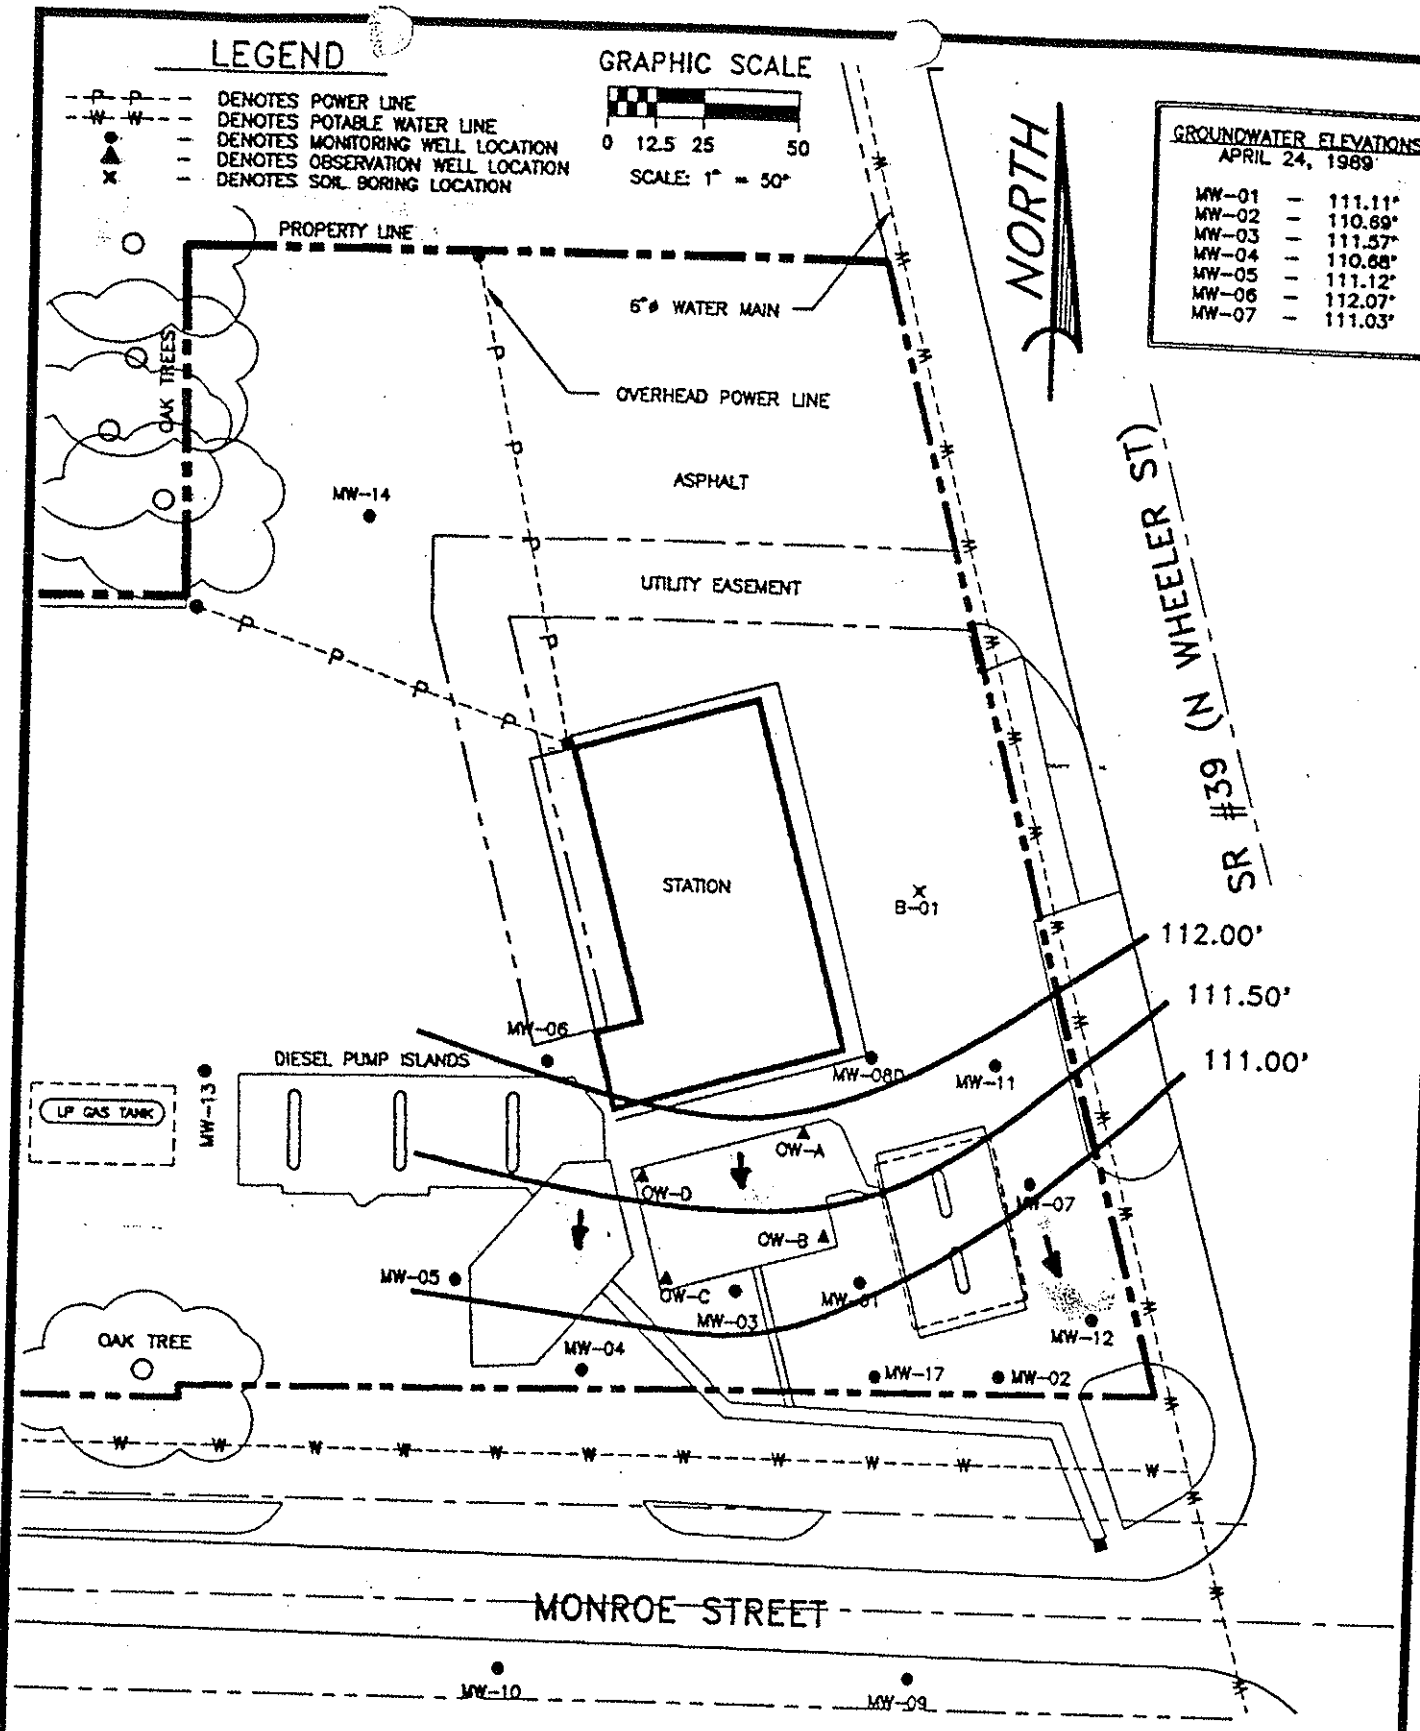 LEGEND
-P-P-- - DENOTES POWER LINE
-W-W-- - DENOTES POTABLE WATER LINE
- DENOTES MONITORING WELL LOCATION
- DENOTES OBSERVATION WELL LOCATION
× - DENOTES SOIL BORING LOCATION
GRAPHIC SCALE
0 12.5 25 50
SCALE: 1" = 50'
NORTH
GROUNDWATER ELEVATIONS
APRIL 24, 1989
MW-01 - 111.11'
MW-02 - 110.69'
MW-03 - 111.57'
MW-04 - 110.68'
MW-05 - 111.12'
MW-06 - 112.07'
MW-07 - 111.03'
PROPERTY LINE
6"ø WATER MAIN
OAK TREES
OVERHEAD POWER LINE
ASPHALT
MW-14
UTILITY EASEMENT
SR #39 (N WHEELER ST)
STATION
B-01
112.00'
111.50'
111.00'
MW-06
DIESEL PUMP ISLANDS
MW-08D
MW-11
LP GAS TANK
MW-13
OW-A
OW-D
MW-07
OW-B
MW-05
OW-C
MW-03
MW-01
MW-12
OAK TREE
MW-04
MW-17
MW-02
W W W W W W W W W W W
MONROE STREET
MW-10
MW-09